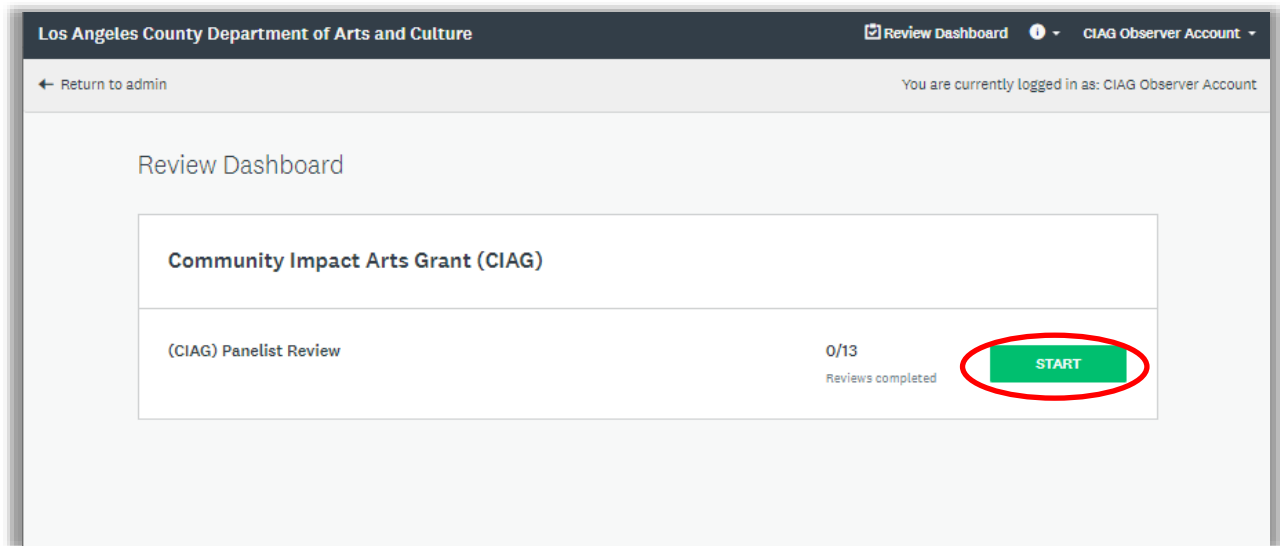 Los Angeles County Department of Arts and Culture Review Dashboard CIAG Observer Account
Return to admin You are currently logged in as: CIAG Observer Account
Review Dashboard
Community Impact Arts Grant (CIAG)
(CIAG) Panelist Review 0/13 START
Reviews completed